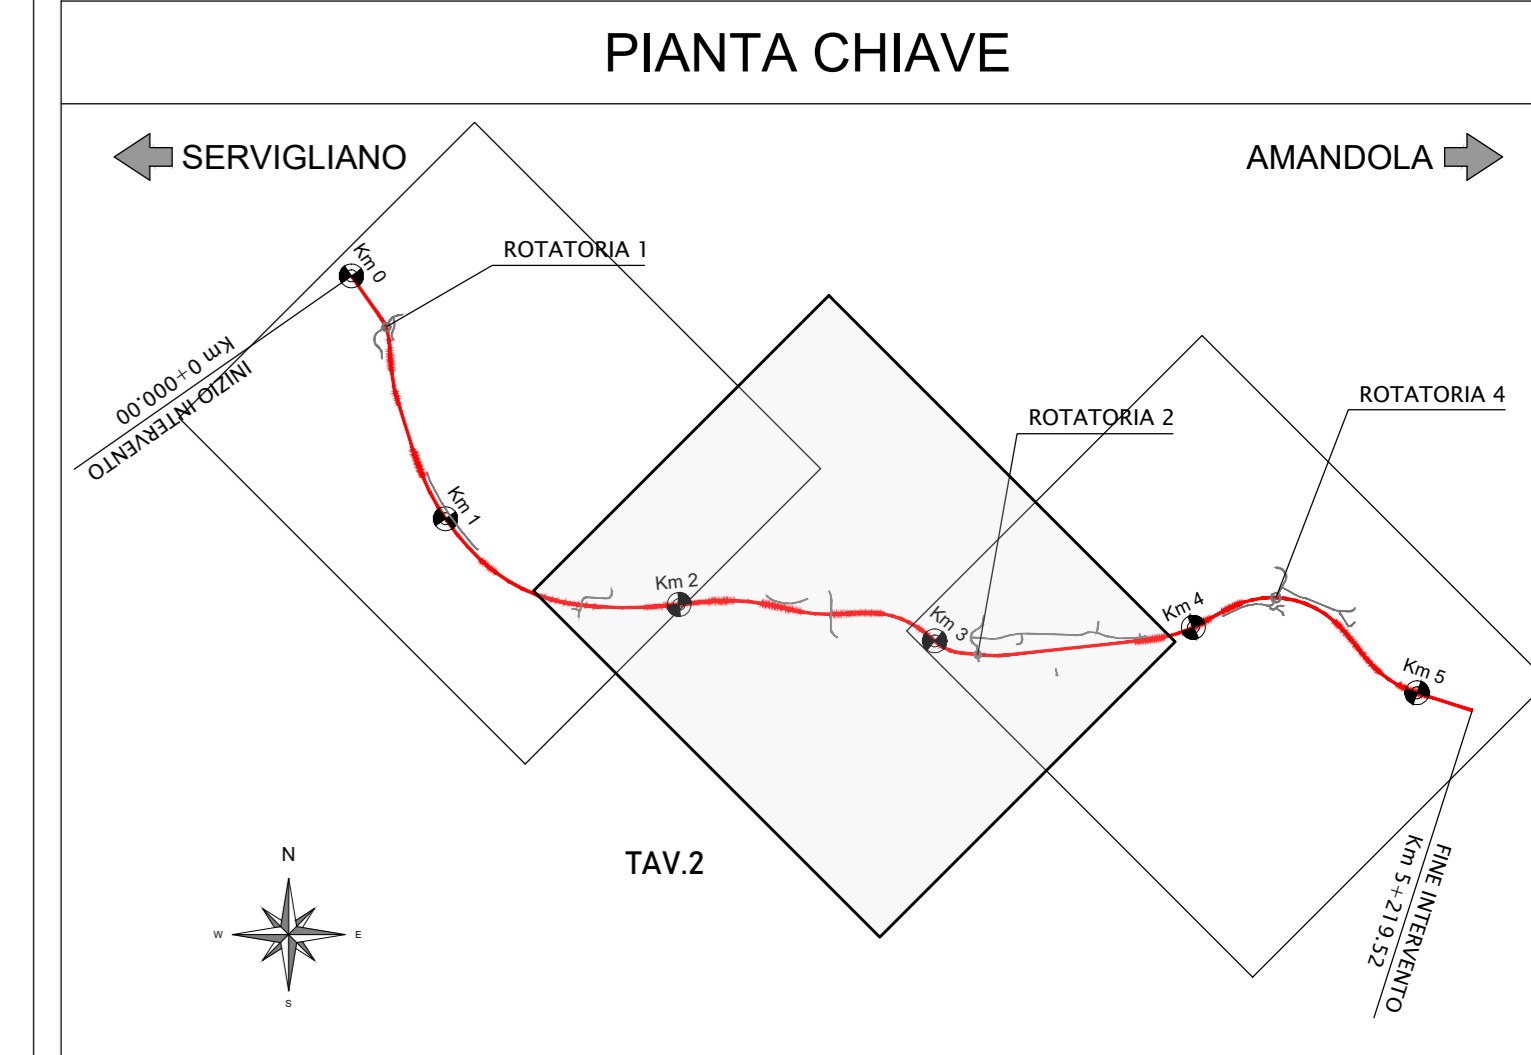 PIANTA CHIAVE
SERVIGLIANO
AMANDOLA
Km 0
ROTATORIA 1
Km 0+000.00
INIZIO INTERVENTO
ROTATORIA 4
ROTATORIA 2
Km 1
Km 2
Km 3
Km 4
Km 5
TAV.2
N
W
E
S
FINE INTERVENTO
Km 5+219.52